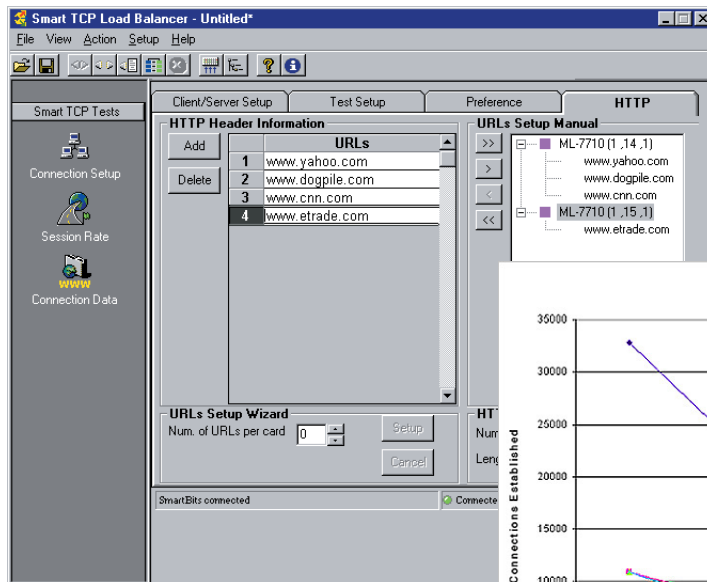 Smart TCP Load Balancer - Untitled*
File View Action Setup Help
Smart TCP Tests
Connection Setup
Session Rate
WWW
Connection Data
Client/Server Setup
Test Setup
Preference
HTTP
HTTP Header Information
Add
Delete
URLs
1 www.yahoo.com
2 www.dogpile.com
3 www.cnn.com
4 www.etrade.com
URLs Setup Manual
>>
>
<
<<
ML-7710 (1 ,14 ,1)
www.yahoo.com
www.dogpile.com
www.cnn.com
ML-7710 (1 ,15 ,1)
www.etrade.com
URLs Setup Wizard
Num. of URLs per card 0
Setup
Cancel
HT
Num
Leng
SmartBits connected
Connecte
35000
30000
25000
20000
15000
10000
Connections Established